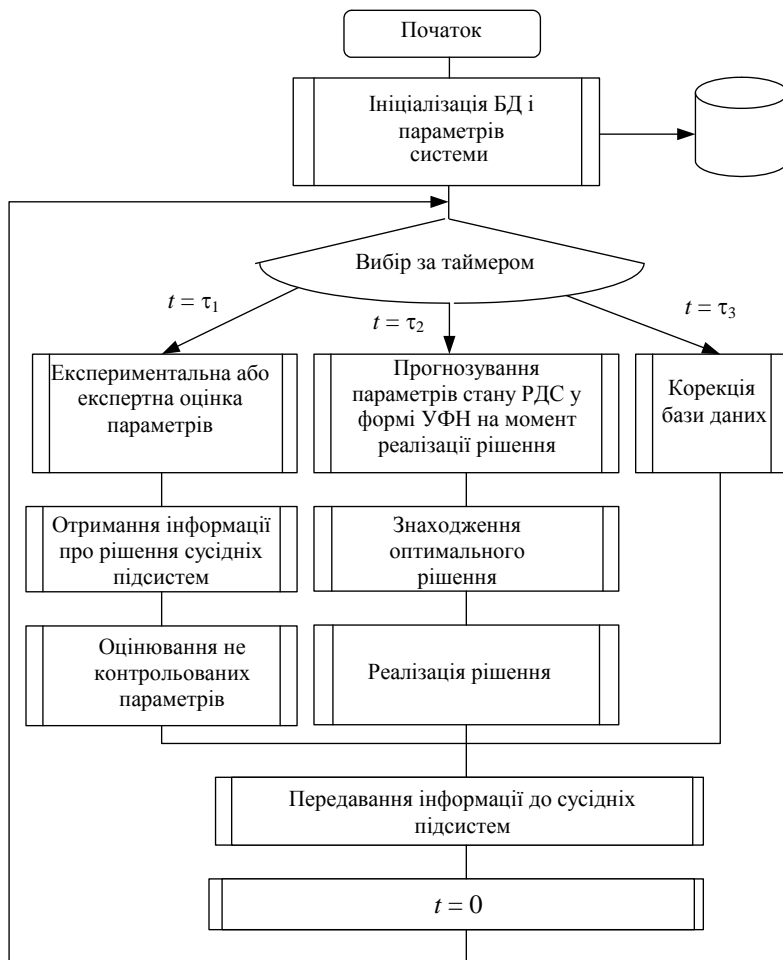 Початок
Ініціалізація БД і
параметрів
системи
Вибір за таймером
t = τ1
t = τ2
t = τ3
Експериментальна або
експертна оцінка
параметрів
Прогнозування
параметрів стану РДС у
формі УФН на момент
реалізації рішення
Корекція
бази даних
Отримання інформації
про рішення сусідніх
підсистем
Знаходження
оптимального
рішення
Оцінювання не
контрольованих
параметрів
Реалізація рішення
Передавання інформації до сусідніх
підсистем
t = 0